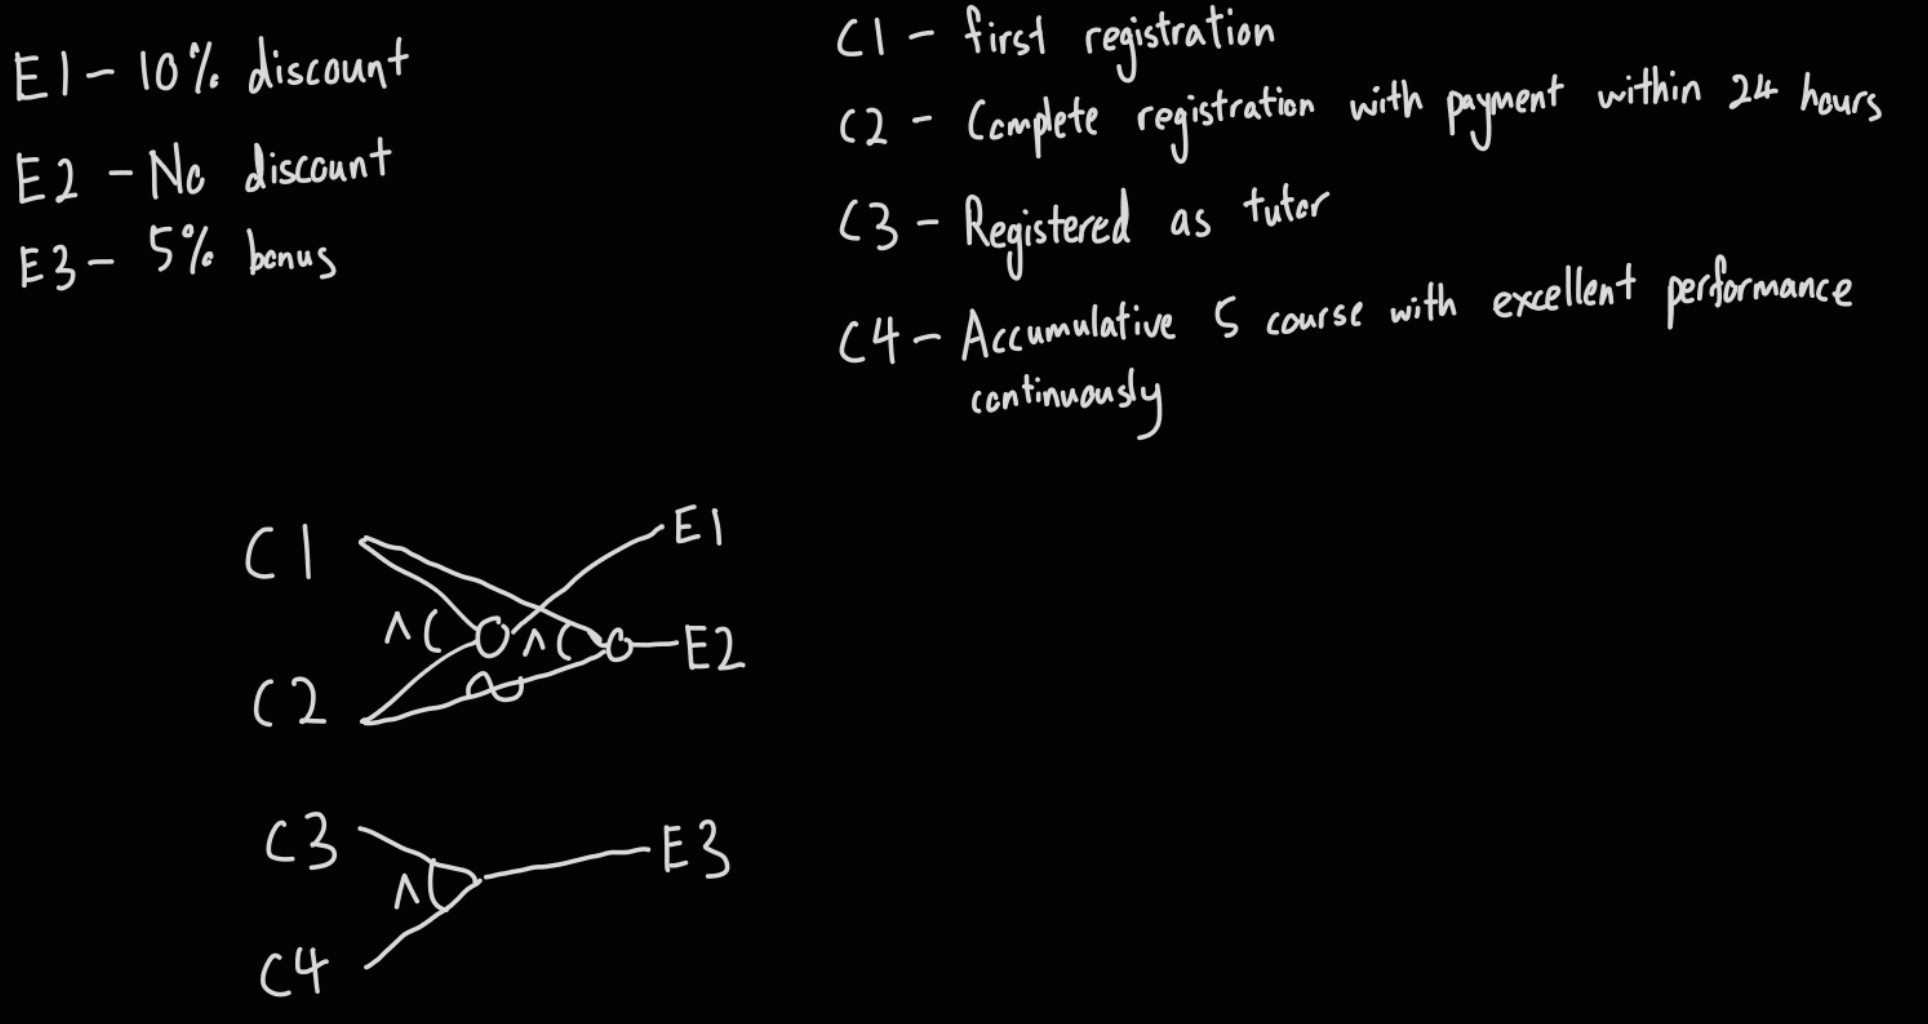 E1 - 10% discount
E2 - No discount
E3 - 5% bonus
C1 - first registration
C2 - Complete registration with payment within 24 hours
C3 - Registered as tutor
C4 - Accumulative 5 course with excellent performance
continuously
C1
E1
^
^
E2
C2
~
C3
E3
^
C4